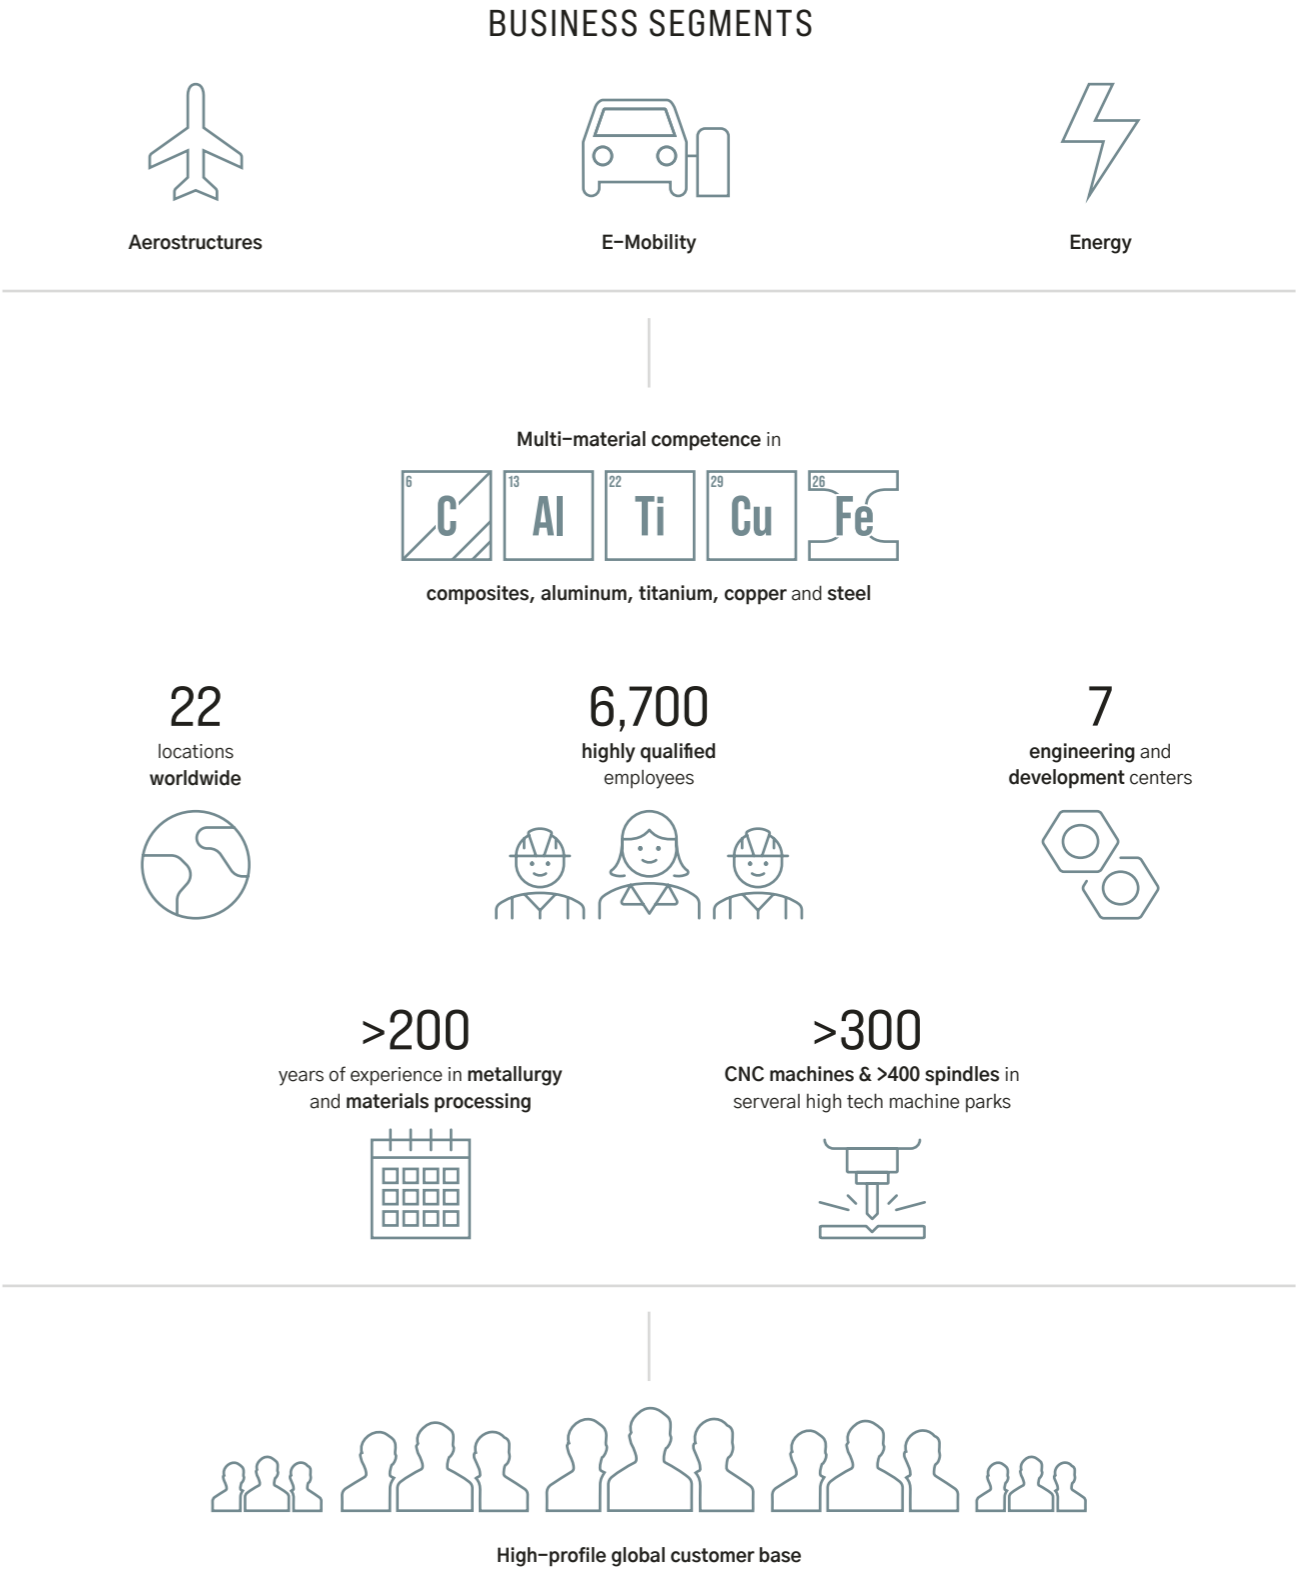 BUSINESS SEGMENTS
Aerostructures
E-Mobility
Energy
Multi-material competence in
6
C
13
Al
22
Ti
29
Cu
26
Fe
composites, aluminum, titanium, copper and steel
22
locations
worldwide
6,700
highly qualified
employees
7
engineering and
development centers
>200
years of experience in metallurgy
and materials processing
>300
CNC machines & >400 spindles in
serveral high tech machine parks
High-profile global customer base